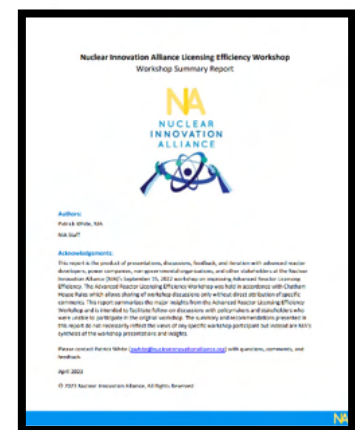 Nuclear Innovation Alliance Licensing Efficiency Workshop
Workshop Summary Report
NA
NUCLEAR
INNOVATION
ALLIANCE
Authors:
Patrick White, NIA
NIA Staff
Acknowledgements:
This report is the product of presentations, discussions, feedback, and iteration with advanced reactor
developers, power companies, non-governmental organizations, and other stakeholders at the Nuclear
Innovation Alliance (NIA)'s September 15, 2022 workshop on improving Advanced Reactor Licensing
Efficiency. The Advanced Reactor Licensing Efficiency Workshop was held in accordance with Chatham
House Rules which allows sharing of workshop discussions only without direct attribution of specific
comments. This report summarizes the major insights from the Advanced Reactor Licensing Efficiency
Workshop and is intended to facilitate follow-on discussions with policymakers and stakeholders who
were unable to participate in the original workshop. The summary and recommendations presented in
this report do not necessarily reflect the views of any specific workshop participant but instead are NIA's
synthesis of the workshop presentations and insights.
Please contact Patrick White (pwhite@nuclearinnovationalliance.org) with questions, comments, and
feedback.
April 2023
© 2023 Nuclear Innovation Alliance, All Rights Reserved
NA